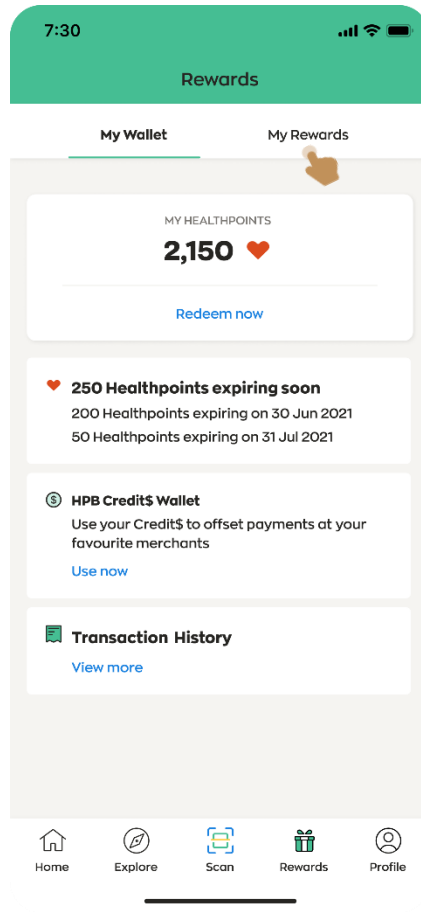 7:30
Rewards
My Wallet
My Rewards
MY HEALTHPOINTS
2,150
Redeem now
250 Healthpoints expiring soon
200 Healthpoints expiring on 30 Jun 2021
50 Healthpoints expiring on 31 Jul 2021
$ HPB Credit$ Wallet
Use your Credit$ to offset payments at your
favourite merchants
Use now
Transaction History
View more
Home
Explore
Scan
Rewards
Profile